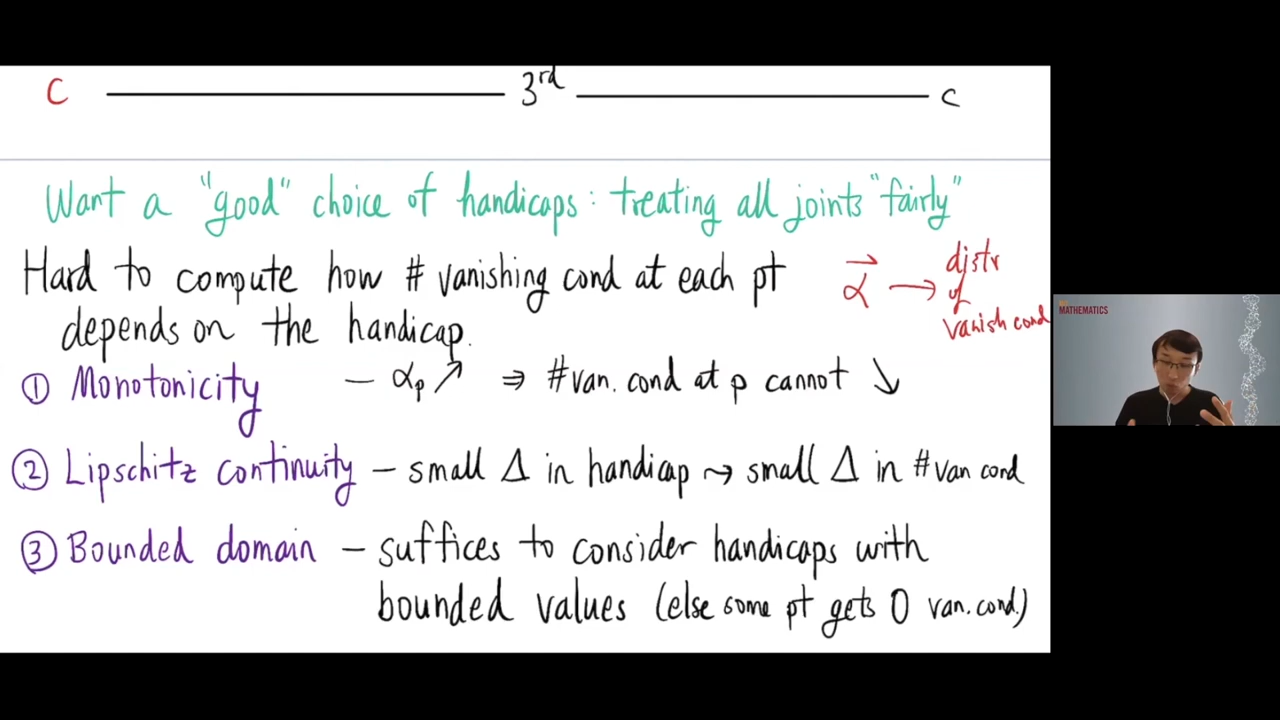 C ——— 3rd ——— C
Want a "good" choice of handicaps: treating all joints "fairly"
Hard to compute how # vanishing cond at each pt
depends on the handicap.
α⃗ → distr
of
vanish cond
① Monotonicity — αp ↗ ⇒ #van. cond at p cannot ↘
② Lipschitz continuity – small Δ in handicap ⇝ small Δ in #van cond
③ Bounded domain – suffices to consider handicaps with
bounded values (else some pt gets 0 van. cond.)
MATHEMATICS